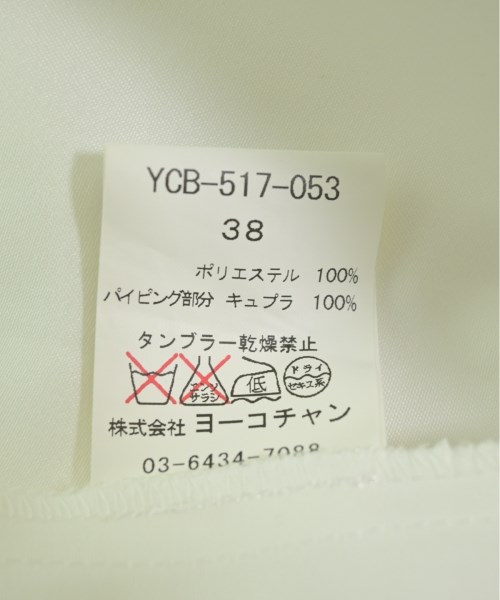 YCB-517-053
38
ポリエステル 100%
パイピング部分 キュプラ 100%
タンブラー乾燥禁止
エンソサラシ 低 ドライセキユ系
株式会社 ヨーコチャン
03-6434-7088